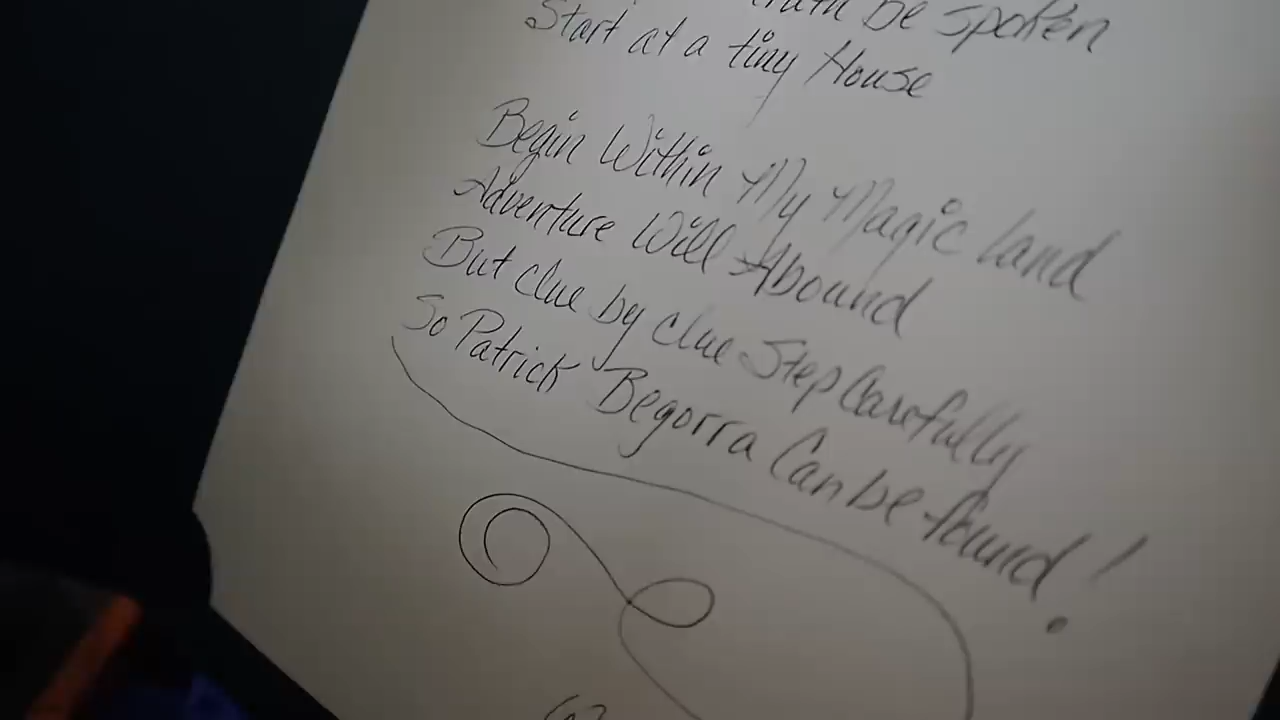 truth be spoken
Start at a tiny House
Begin Within My Magic land
Adventure Will Abound
But clue by clue Step Carefully
So Patrick Begorra Can be found!